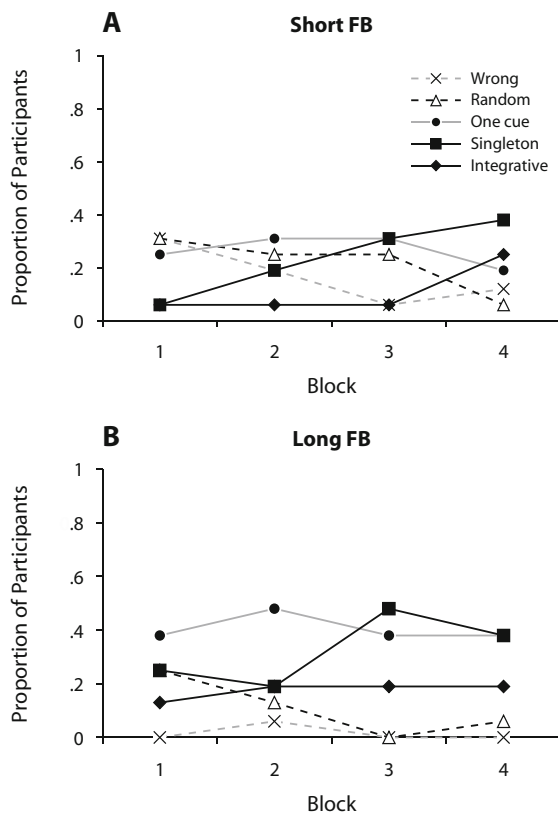 A
Short FB
Proportion of Participants
1
.8
.6
.4
.2
0
Wrong
Random
One cue
Singleton
Integrative
1 2 3 4
Block
B
Long FB
Proportion of Participants
1
.8
.6
.4
.2
0
1 2 3 4
Block